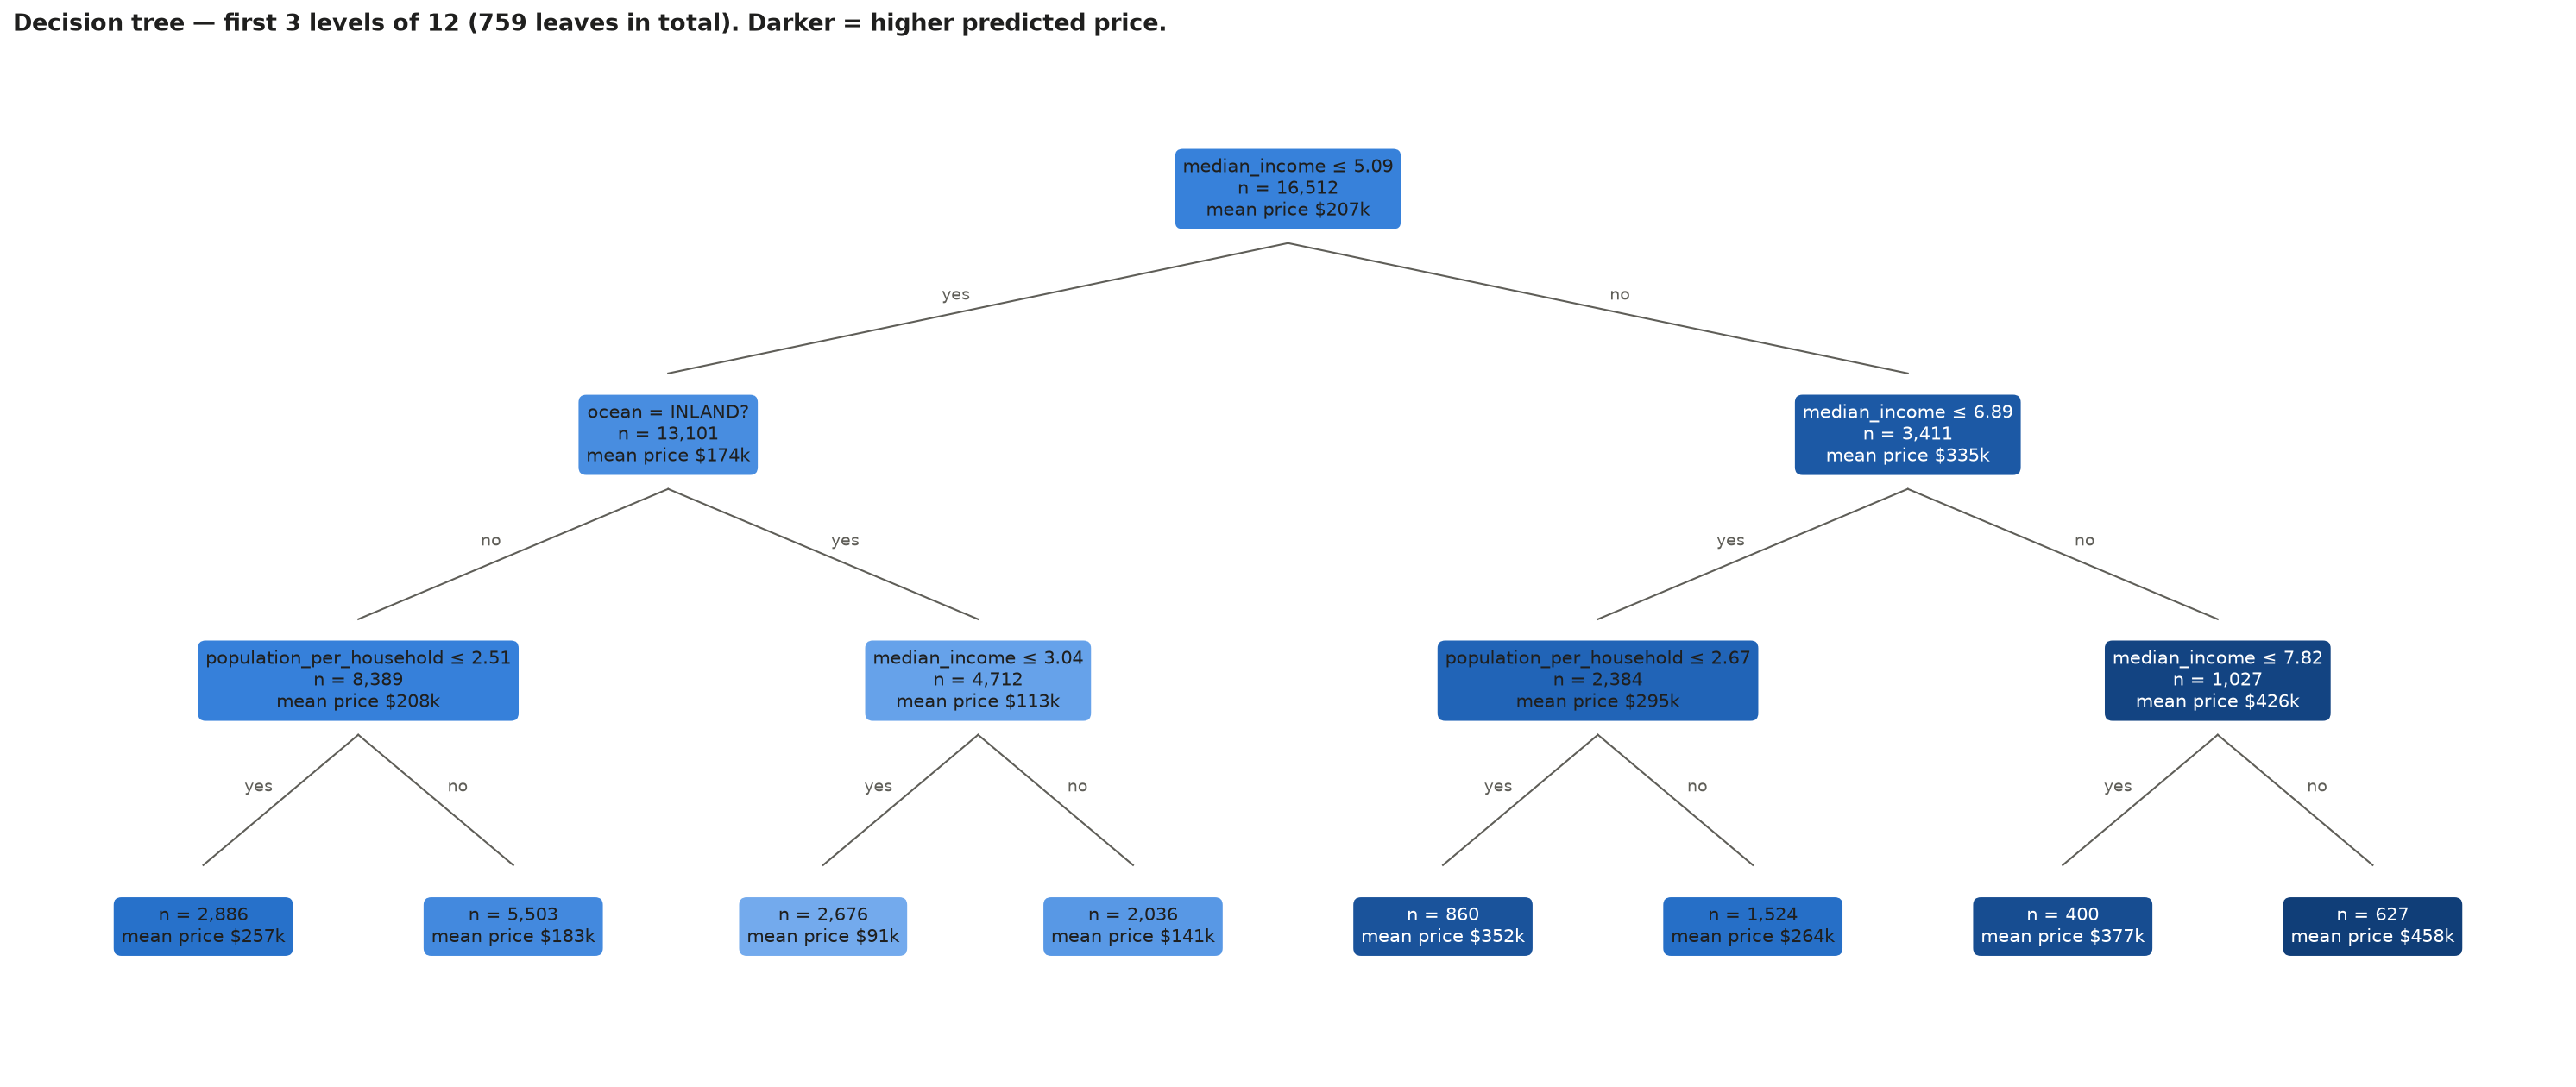 Decision tree — first 3 levels of 12 (759 leaves in total). Darker = higher predicted price.
median_income ≤ 5.09
n = 16,512
mean price $207k
yes
no
ocean = INLAND?
n = 13,101
mean price $174k
median_income ≤ 6.89
n = 3,411
mean price $335k
no
yes
yes
no
population_per_household ≤ 2.51
n = 8,389
mean price $208k
median_income ≤ 3.04
n = 4,712
mean price $113k
population_per_household ≤ 2.67
n = 2,384
mean price $295k
median_income ≤ 7.82
n = 1,027
mean price $426k
yes
no
yes
no
yes
no
yes
no
n = 2,886
mean price $257k
n = 5,503
mean price $183k
n = 2,676
mean price $91k
n = 2,036
mean price $141k
n = 860
mean price $352k
n = 1,524
mean price $264k
n = 400
mean price $377k
n = 627
mean price $458k